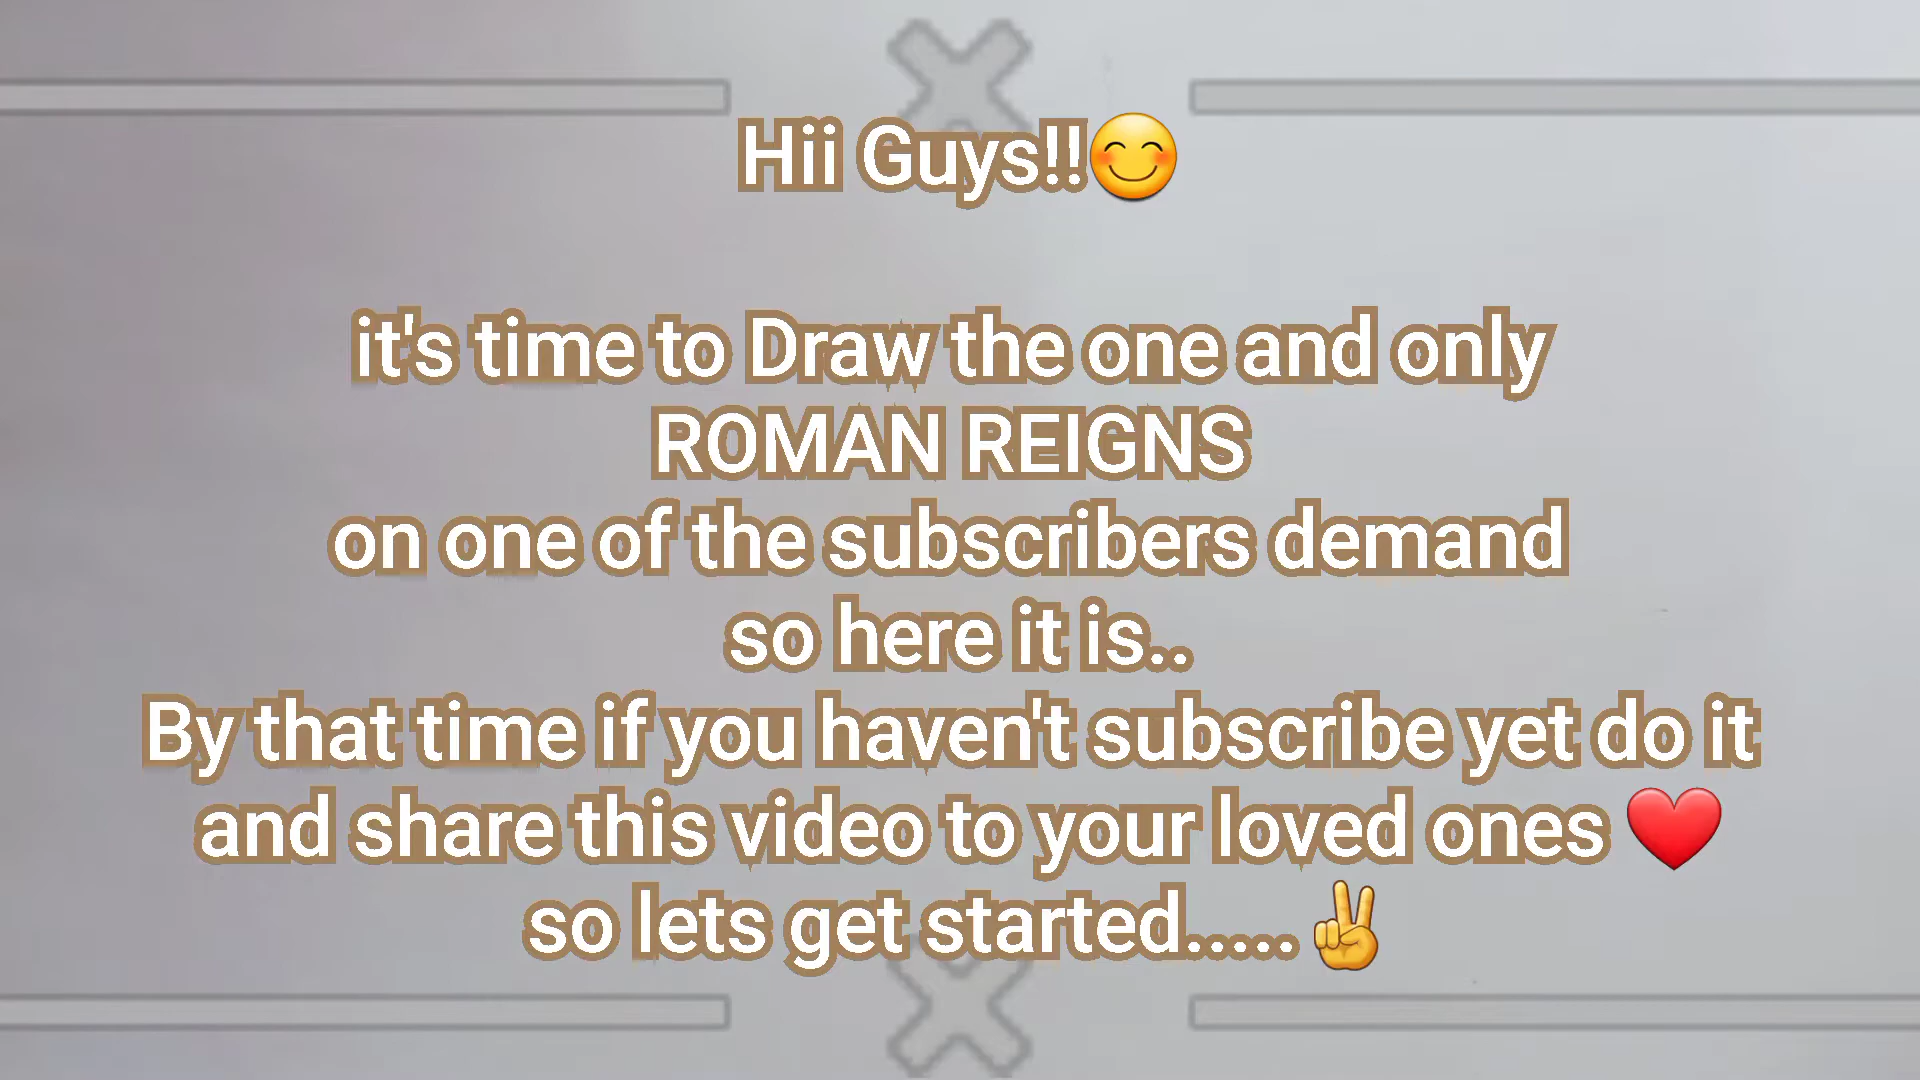 Hii Guys!!😊
it's time to Draw the one and only
ROMAN REIGNS
on one of the subscribers demand
so here it is..
By that time if you haven't subscribe yet do it
and share this video to your loved ones ❤️
so lets get started.....✌️